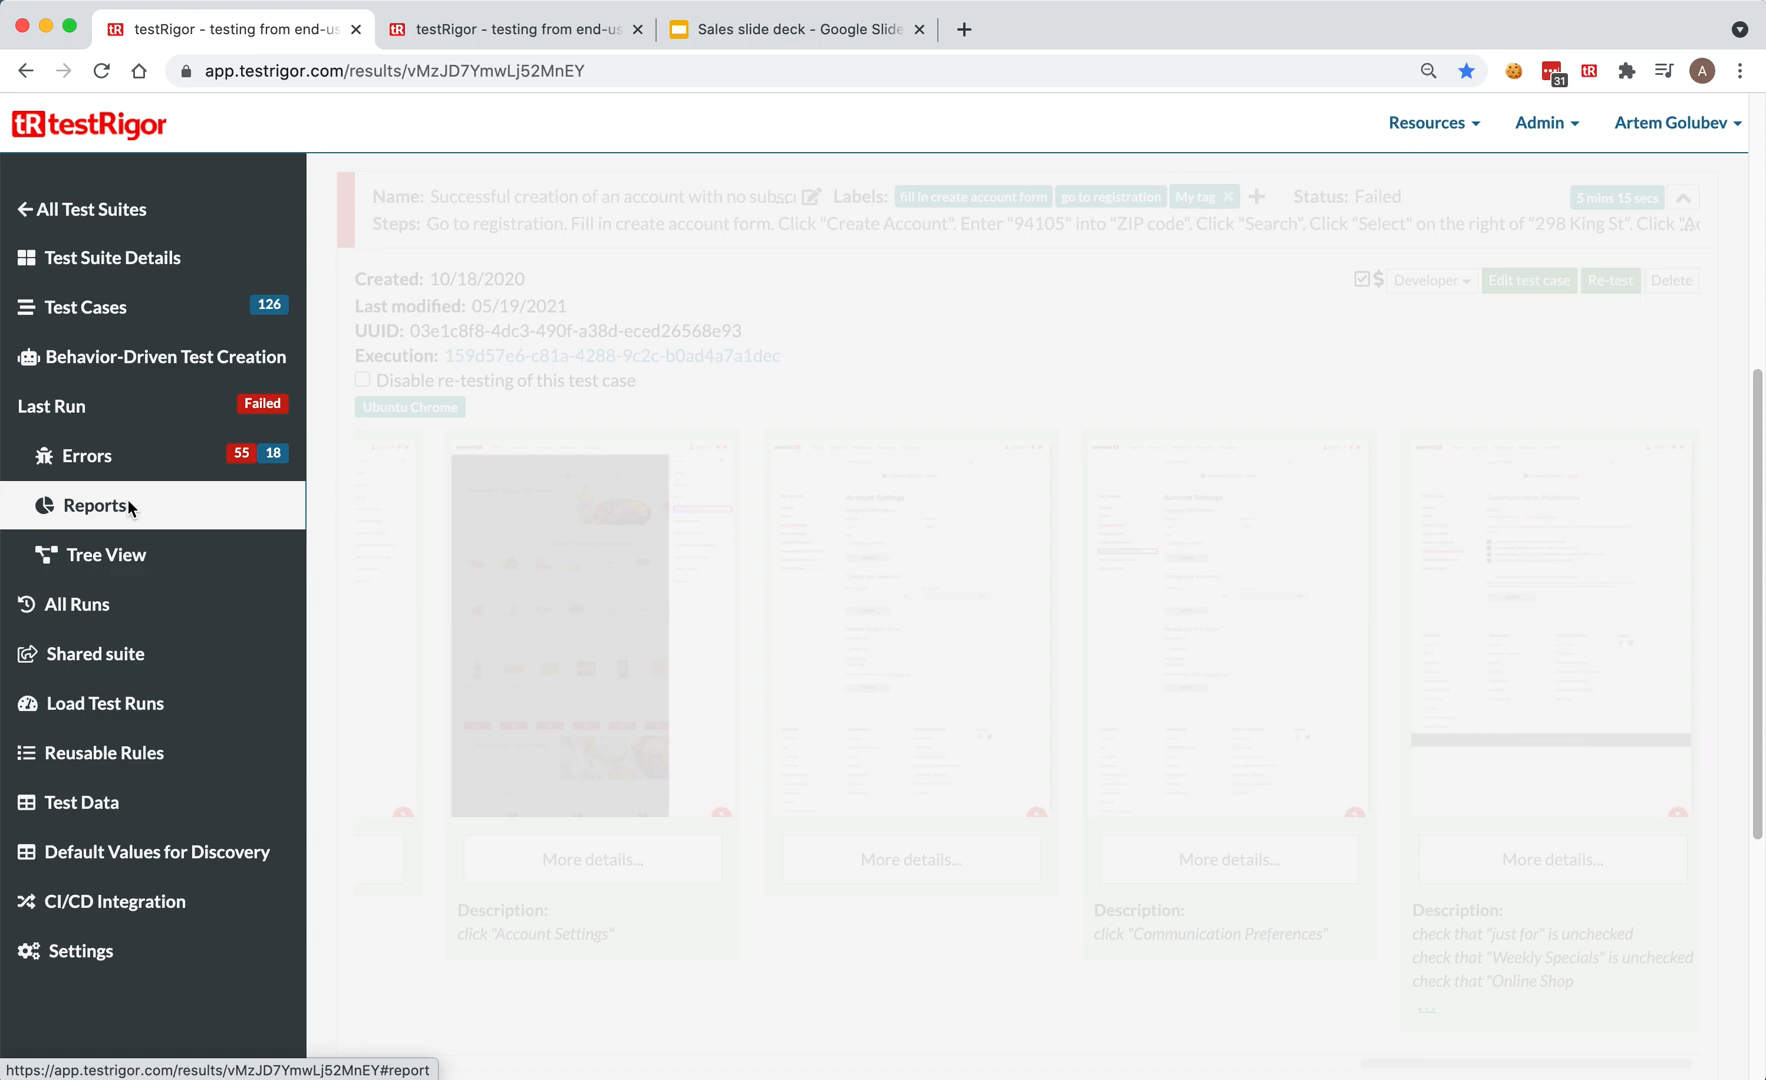 testRigor - testing from end-us
testRigor - testing from end-us
Sales slide deck - Google Slide
app.testrigor.com/results/vMzJD7YmwLj52MnEY
31
A
tR testRigor
Resources
Admin
Artem Golubev
All Test Suites
Test Suite Details
Test Cases 126
Behavior-Driven Test Creation
Last Run Failed
Errors 55 18
Reports
Tree View
All Runs
Shared suite
Load Test Runs
Reusable Rules
Test Data
Default Values for Discovery
CI/CD Integration
Settings
Name: Successful creation of an account with no subsc Labels: fill in create account form go to registration My tag Status: Failed 5 mins 15 secs
Steps: Go to registration. Fill in create account form. Click "Create Account". Enter "94105" into "ZIP code". Click "Search". Click "Select" on the right of "298 King St". Click "Ac
Created: 10/18/2020
Developer Edit test case Re-test Delete
Last modified: 05/19/2021
UUID: 03e1c8f8-4dc3-490f-a38d-eced26568e93
Execution: 159d57e6-c81a-4288-9c2c-b0ad4a7a1dec
Disable re-testing of this test case
Ubuntu Chrome
Account Settings
Account Settings
More details...
More details...
More details...
More details...
Description:
click "Account Settings"
Description:
click "Communication Preferences"
Description:
check that "just for" is unchecked
check that "Weekly Specials" is unchecked
check that "Online Shop
...
https://app.testrigor.com/results/vMzJD7YmwLj52MnEY#report